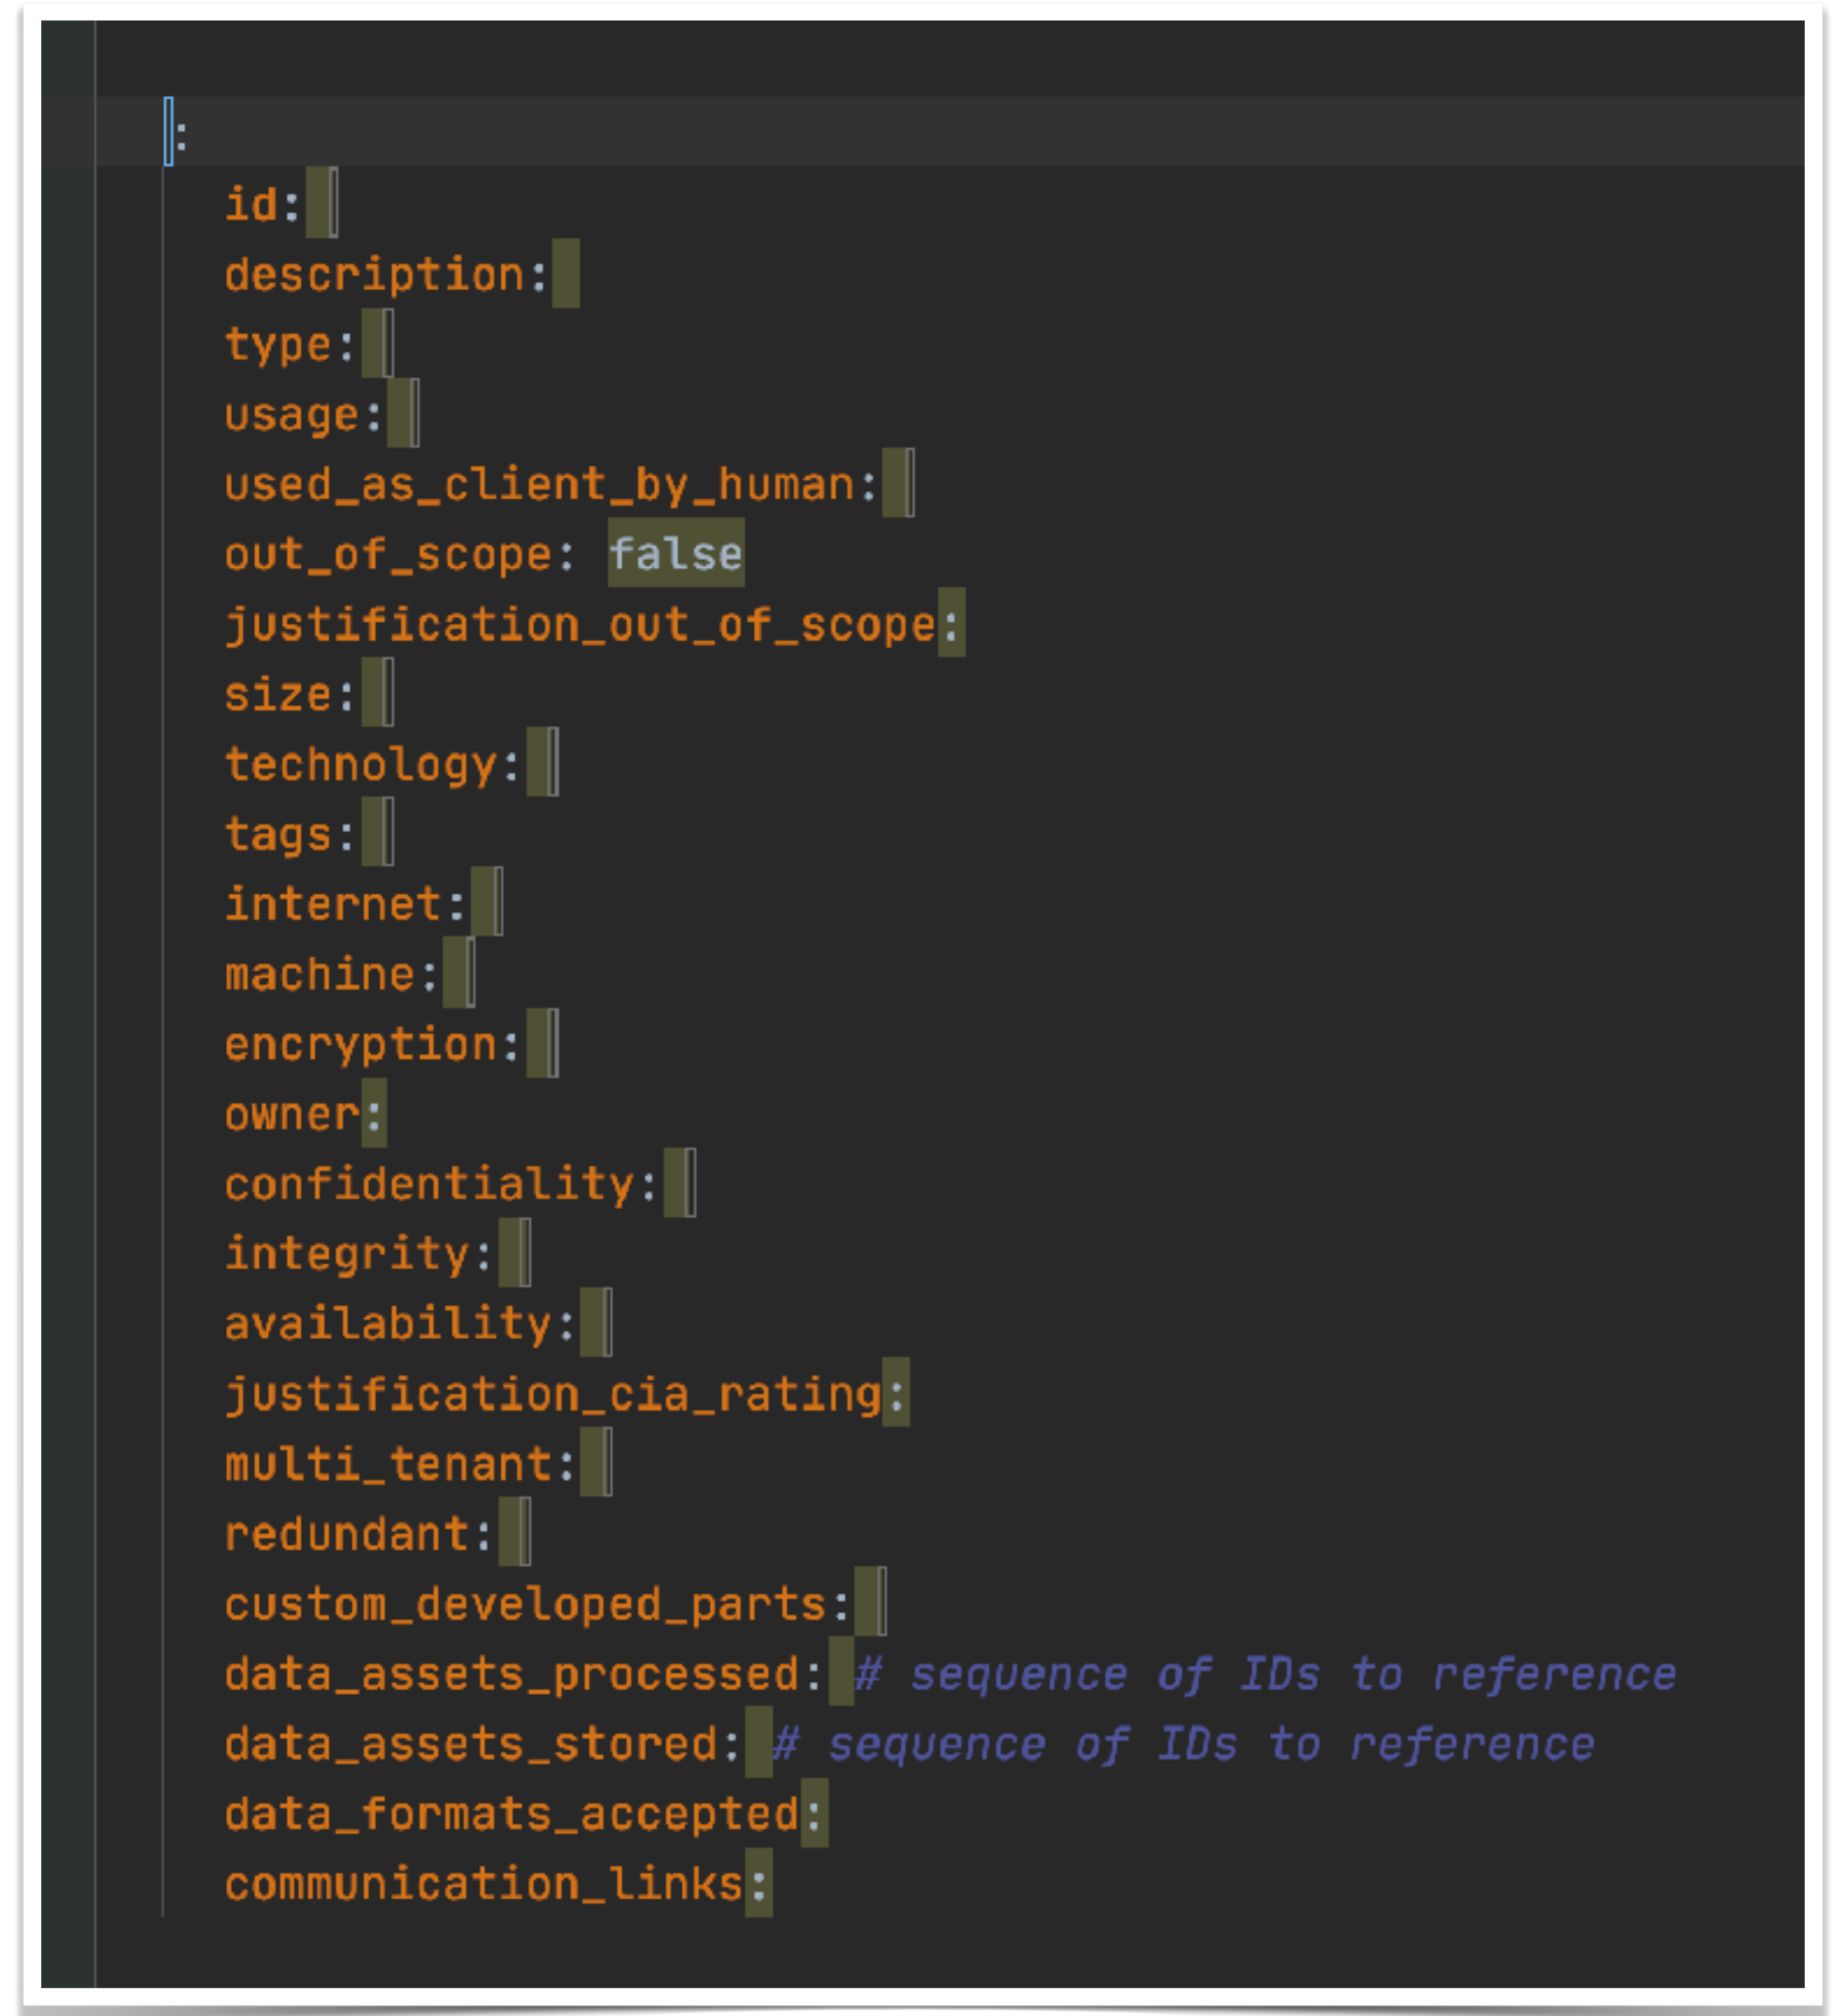 :
id:
description:
type:
usage:
used_as_client_by_human:
out_of_scope: false
justification_out_of_scope:
size:
technology:
tags:
internet:
machine:
encryption:
owner:
confidentiality:
integrity:
availability:
justification_cia_rating:
multi_tenant:
redundant:
custom_developed_parts:
data_assets_processed: # sequence of IDs to reference
data_assets_stored: # sequence of IDs to reference
data_formats_accepted:
communication_links: